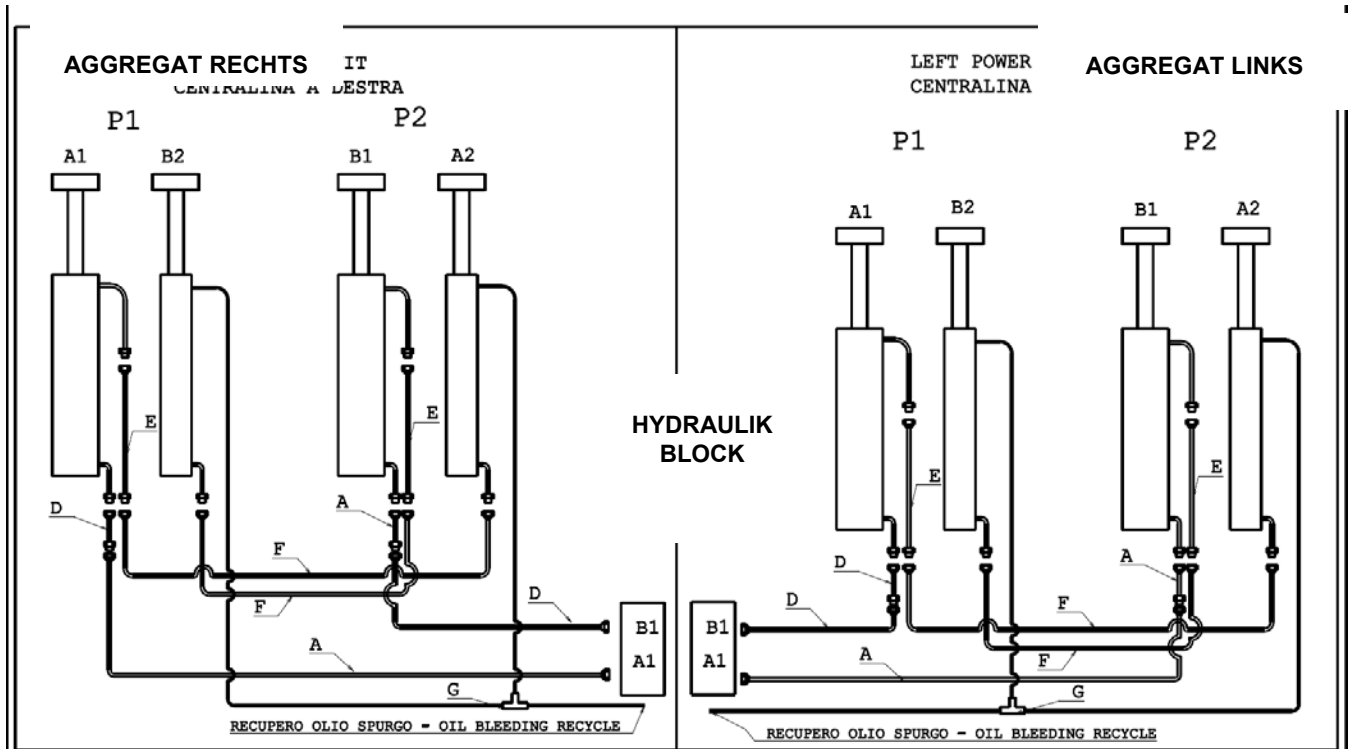 AGGREGAT RECHTS
IT
CENTRALINA A DESTRA
P1
P2
A1
B2
B1
A2
E
E
D
A
F
F
D
A
G
B1
A1
RECUPERO OLIO SPURGO - OIL BLEEDING RECYCLE
HYDRAULIK
BLOCK
LEFT POWER
CENTRALINA
AGGREGAT LINKS
P1
P2
A1
B2
B1
A2
E
E
D
A
D
F
F
A
G
B1
A1
RECUPERO OLIO SPURGO - OIL BLEEDING RECYCLE